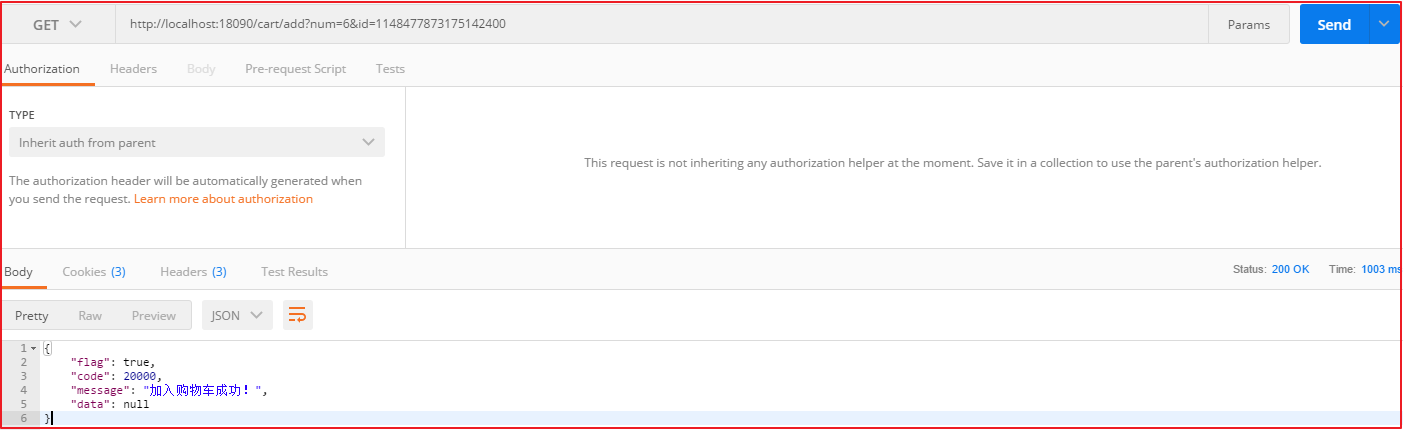 GET http://localhost:18090/cart/add?num=6&id=1148477873175142400 Params Send
Authorization Headers Body Pre-request Script Tests
TYPE
Inherit auth from parent
The authorization header will be automatically generated when
you send the request. Learn more about authorization
This request is not inheriting any authorization helper at the moment. Save it in a collection to use the parent's authorization helper.
Body Cookies (3) Headers (3) Test Results Status: 200 OK Time: 1003 ms
Pretty Raw Preview JSON
1 {
2 "flag": true,
3 "code": 20000,
4 "message": "加入购物车成功！",
5 "data": null
6 }